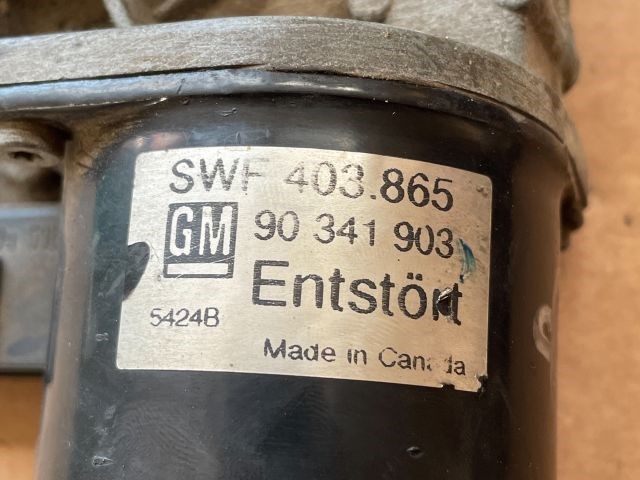 SWF 403.865
GM 90 341 903
Entstört
5424B
Made in Canada